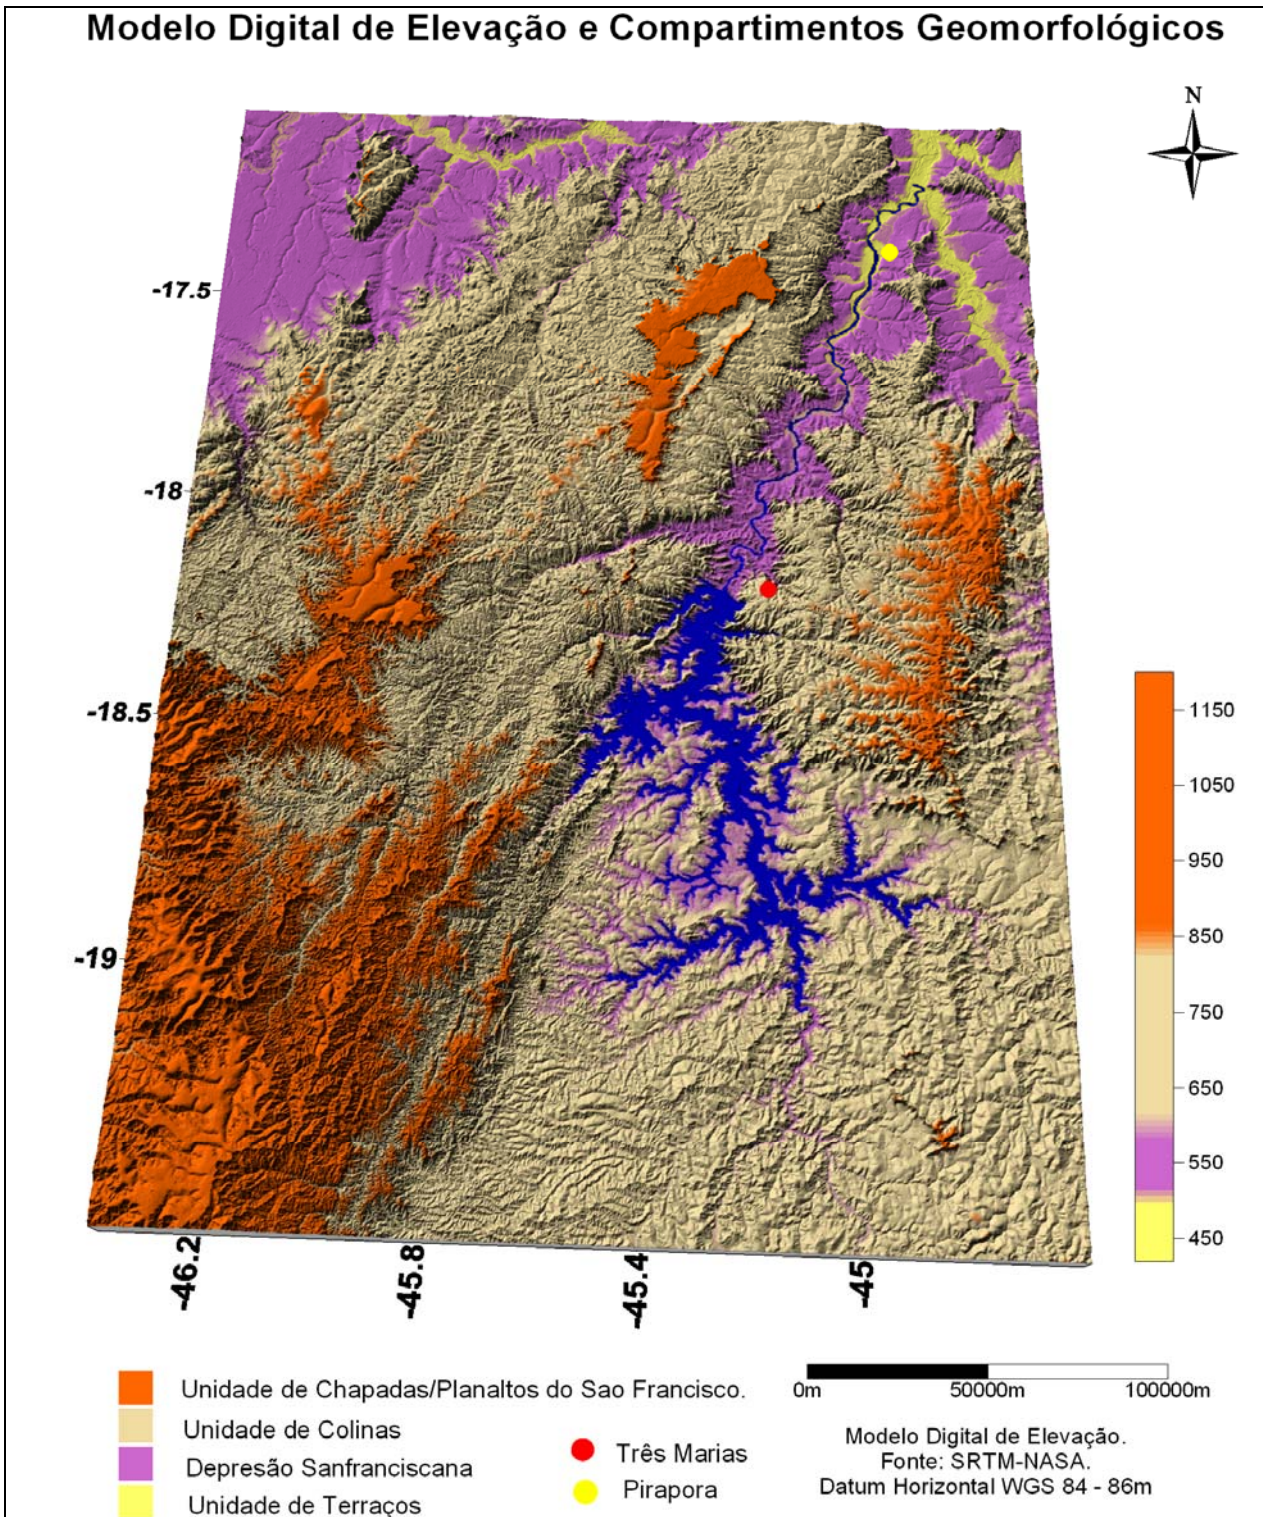 Modelo Digital de Elevação e Compartimentos Geomorfológicos
N
-17.5
-18
-18.5
-19
-46.2
-45.8
-45.4
-45
1150
1050
950
850
750
650
550
450
Unidade de Chapadas/Planaltos do Sao Francisco.
Unidade de Colinas
Depresão Sanfranciscana
Unidade de Terraços
Três Marias
Pirapora
0m 50000m 100000m
Modelo Digital de Elevação.
Fonte: SRTM-NASA.
Datum Horizontal WGS 84 - 86m